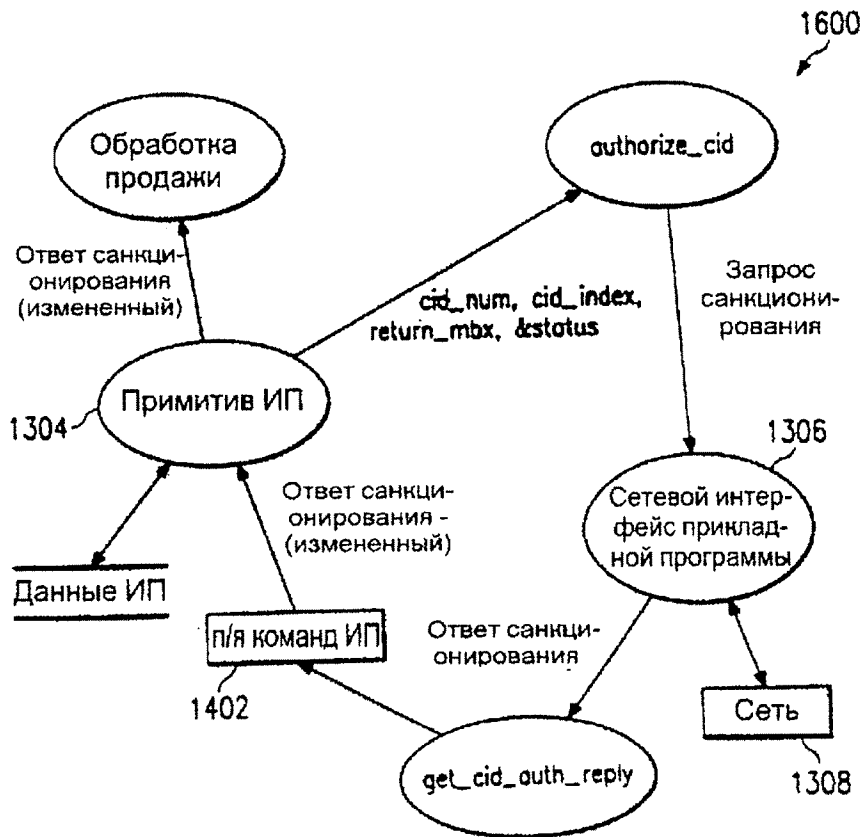 1600
Обработка
продажи
authorize_cid
Ответ санкци-
онирования
(измененный)
Запрос
санкциони-
рования
cid_num, cid_index,
return_mbx, &status
Примитив ИП
1304
1306
Ответ санкци-
онирования -
(измененный)
Сетевой интер-
фейс приклад-
ной программы
Данные ИП
п/я команд ИП
1402
Ответ санкци-
онирования
Сеть
1308
get_cid_auth_reply